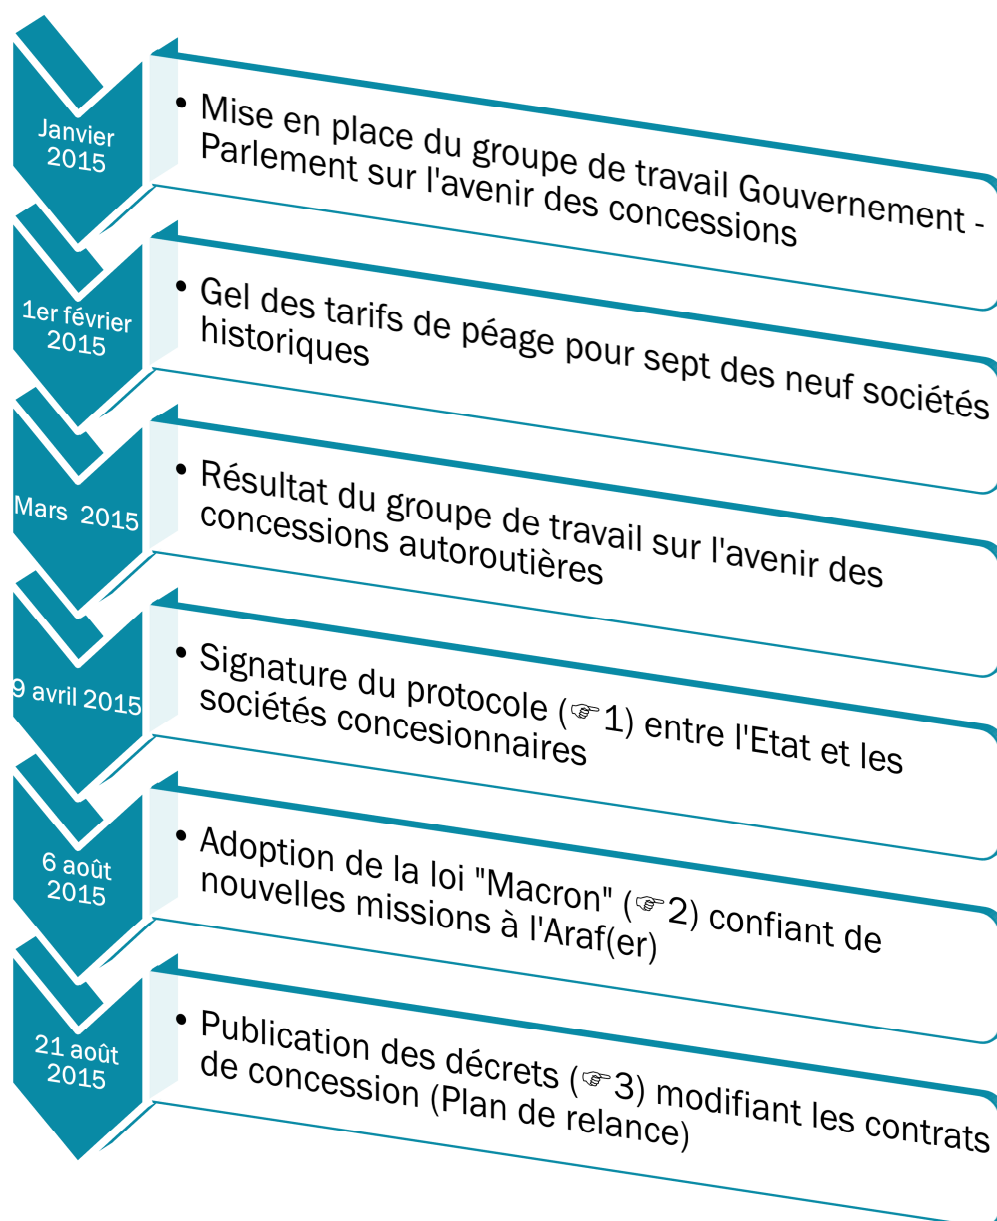 Janvier
2015
• Mise en place du groupe de travail Gouvernement -
Parlement sur l'avenir des concessions
1er février
2015
• Gel des tarifs de péage pour sept des neuf sociétés
historiques
Mars 2015
• Résultat du groupe de travail sur l'avenir des
concessions autoroutières
9 avril 2015
• Signature du protocole (☞1) entre l'Etat et les
sociétés concesionnaires
6 août
2015
• Adoption de la loi "Macron" (☞2) confiant de
nouvelles missions à l'Araf(er)
21 août
2015
• Publication des décrets (☞3) modifiant les contrats
de concession (Plan de relance)